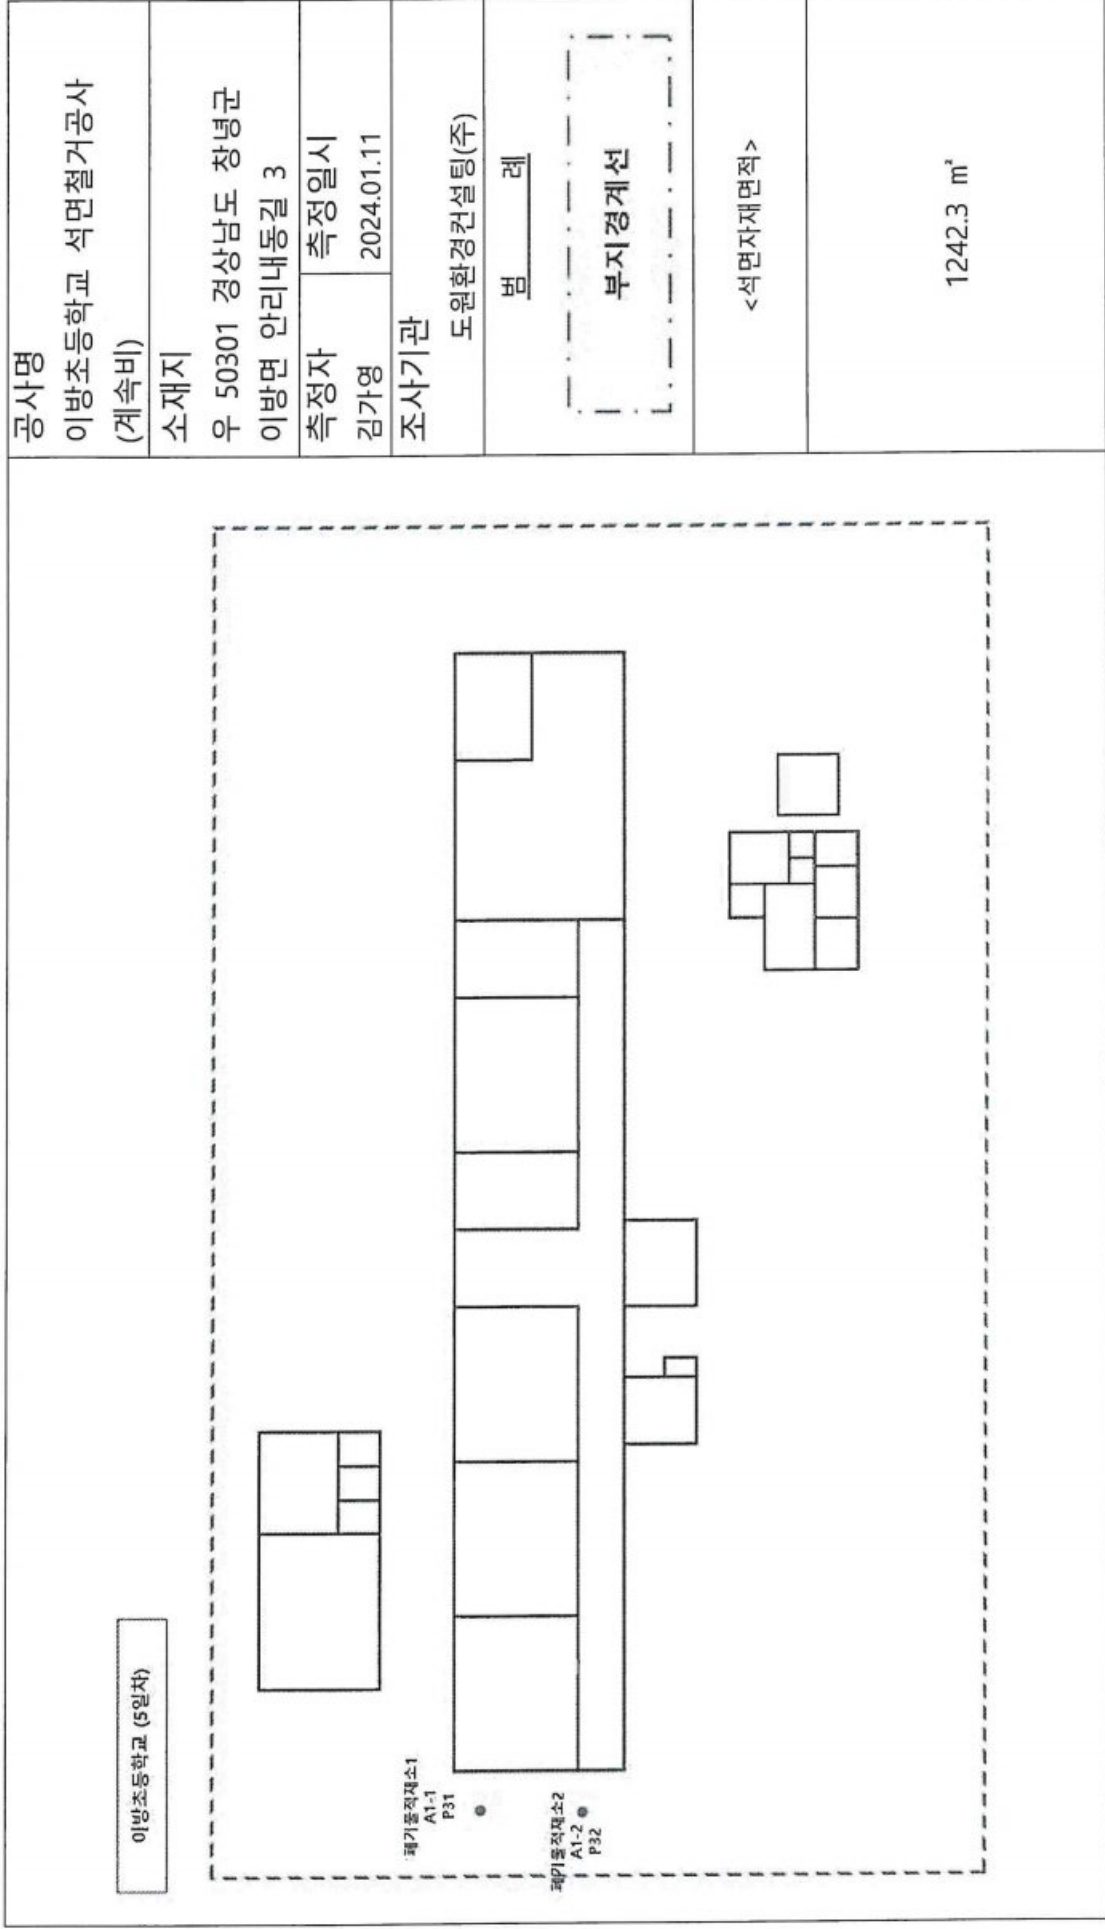 이방초등학교 (5일차)
폐기물적재소1
A1-1
P31
폐기물적재소2
A1-2
P32
공사명
이방초등학교 석면철거공사
(계속비)
소재지
우 50301 경상남도 창녕군
이방면 안리내동길 3
측정자
측정일시
김가영
2024.01.11
조사기관
도원환경컨설팅(주)
범 례
부지경계선
<석면자재면적>
1242.3 ㎡